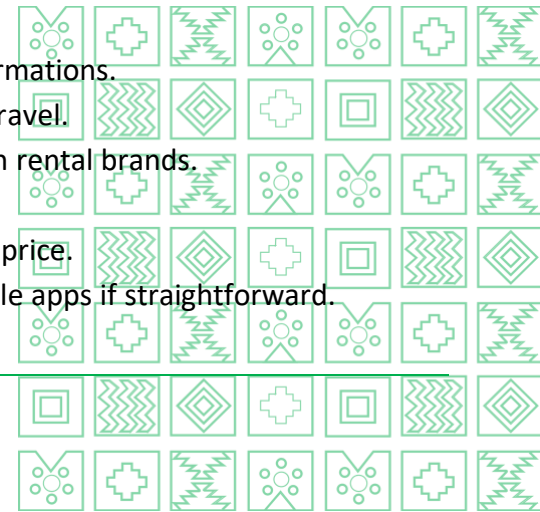 rmations.
ravel.
n rental brands.
price.
le apps if straightforward.